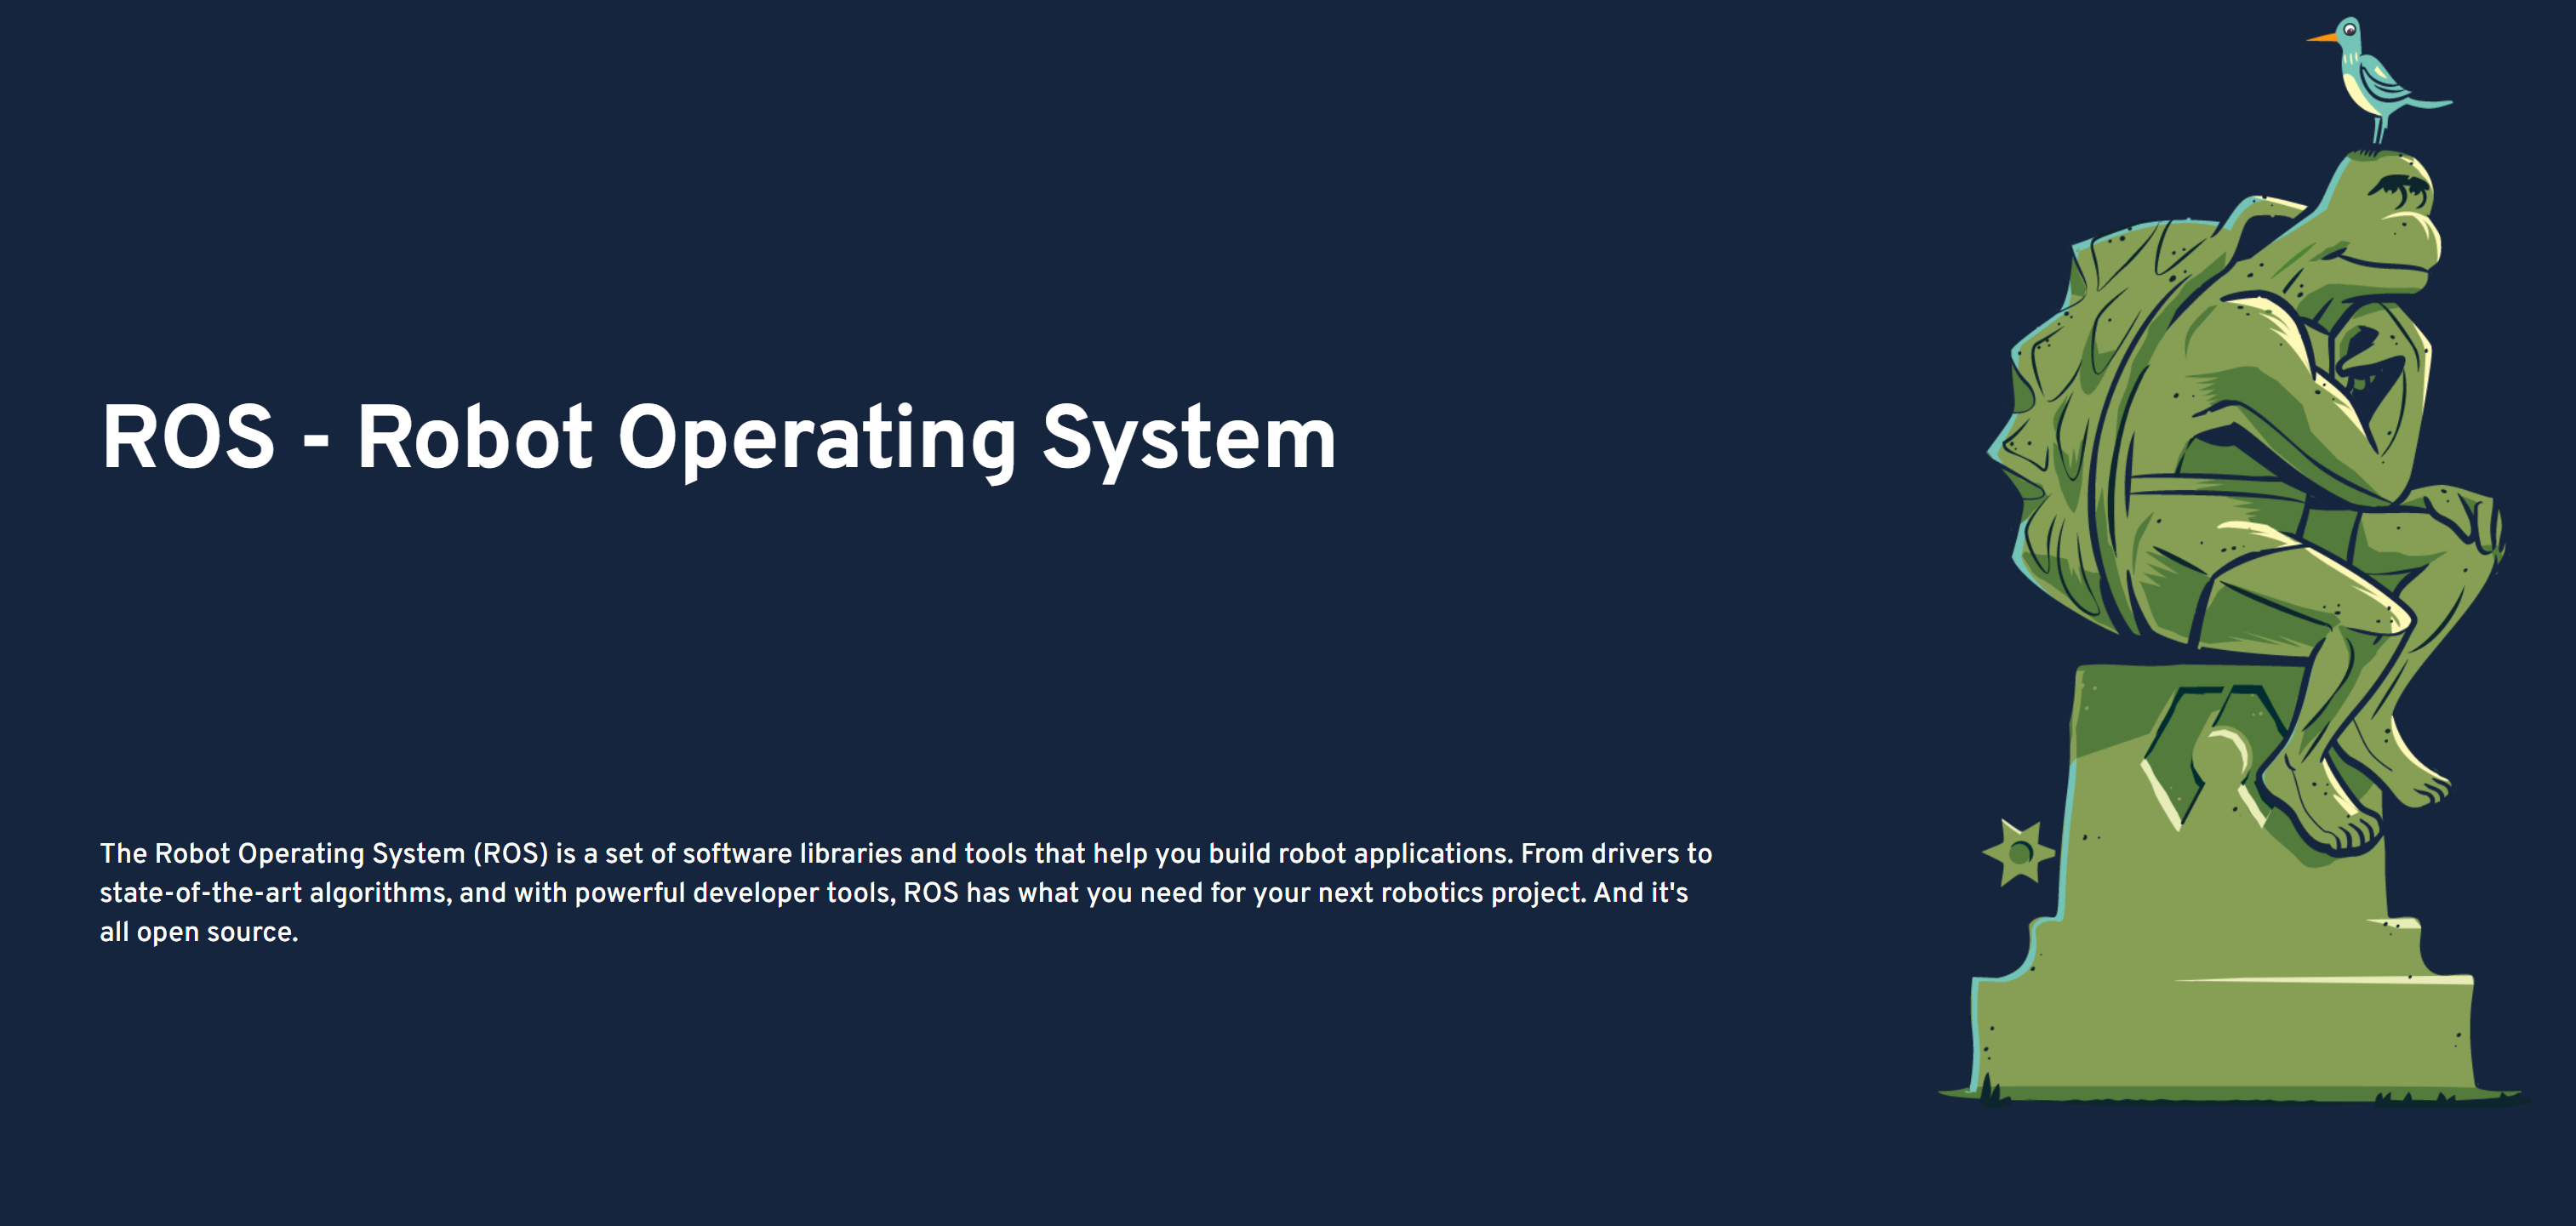 ROS - Robot Operating System
The Robot Operating System (ROS) is a set of software libraries and tools that help you build robot applications. From drivers to
state-of-the-art algorithms, and with powerful developer tools, ROS has what you need for your next robotics project. And it's
all open source.